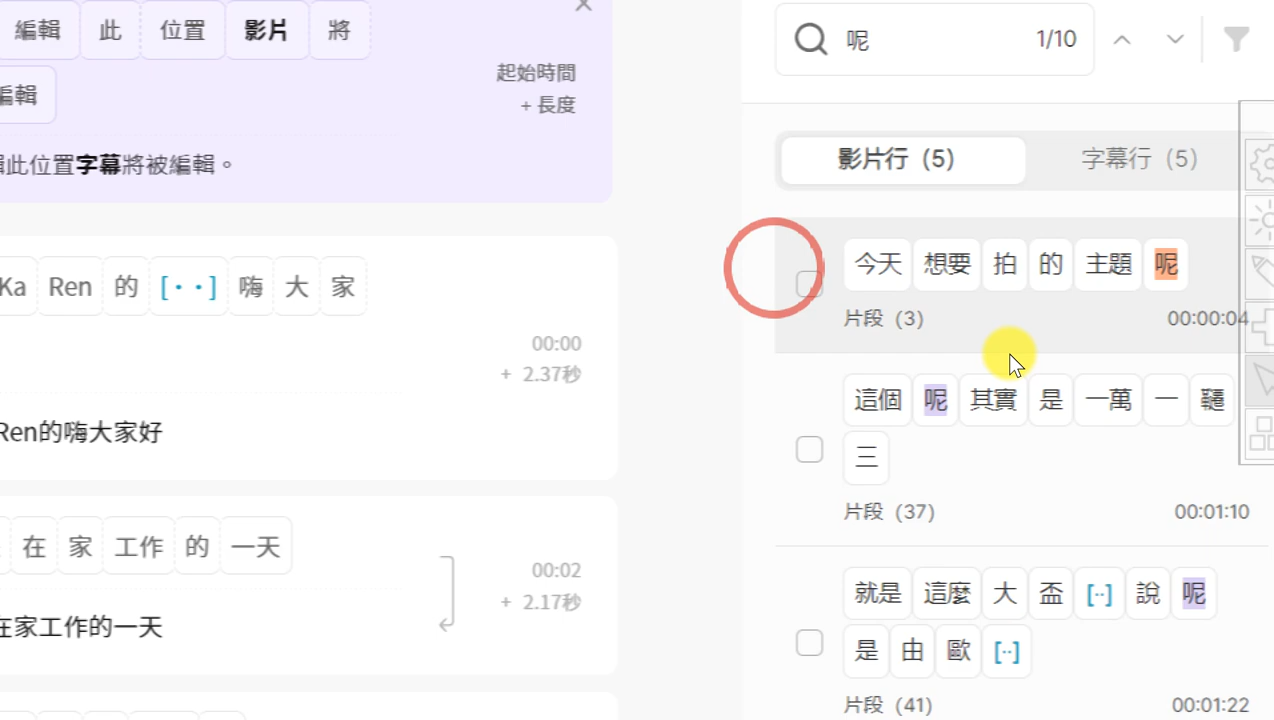 編輯 此 位置 影片 將
編輯
起始時間
+ 長度
此位置字幕將被編輯。
Ka Ren 的 [··] 嗨 大 家
00:00
+ 2.37秒
Ren的嗨大家好
在 家 工作 的 一天
00:02
+ 2.17秒
在家工作的一天
呢 1/10
影片行 (5) 字幕行 (5)
今天 想要 拍 的 主題 呢
片段 (3) 00:00:04
這個 呢 其實 是 一萬 一 韆
三
片段 (37) 00:01:10
就是 這麼 大 盃 [··] 說 呢
是 由 歐 [··]
片段 (41) 00:01:22